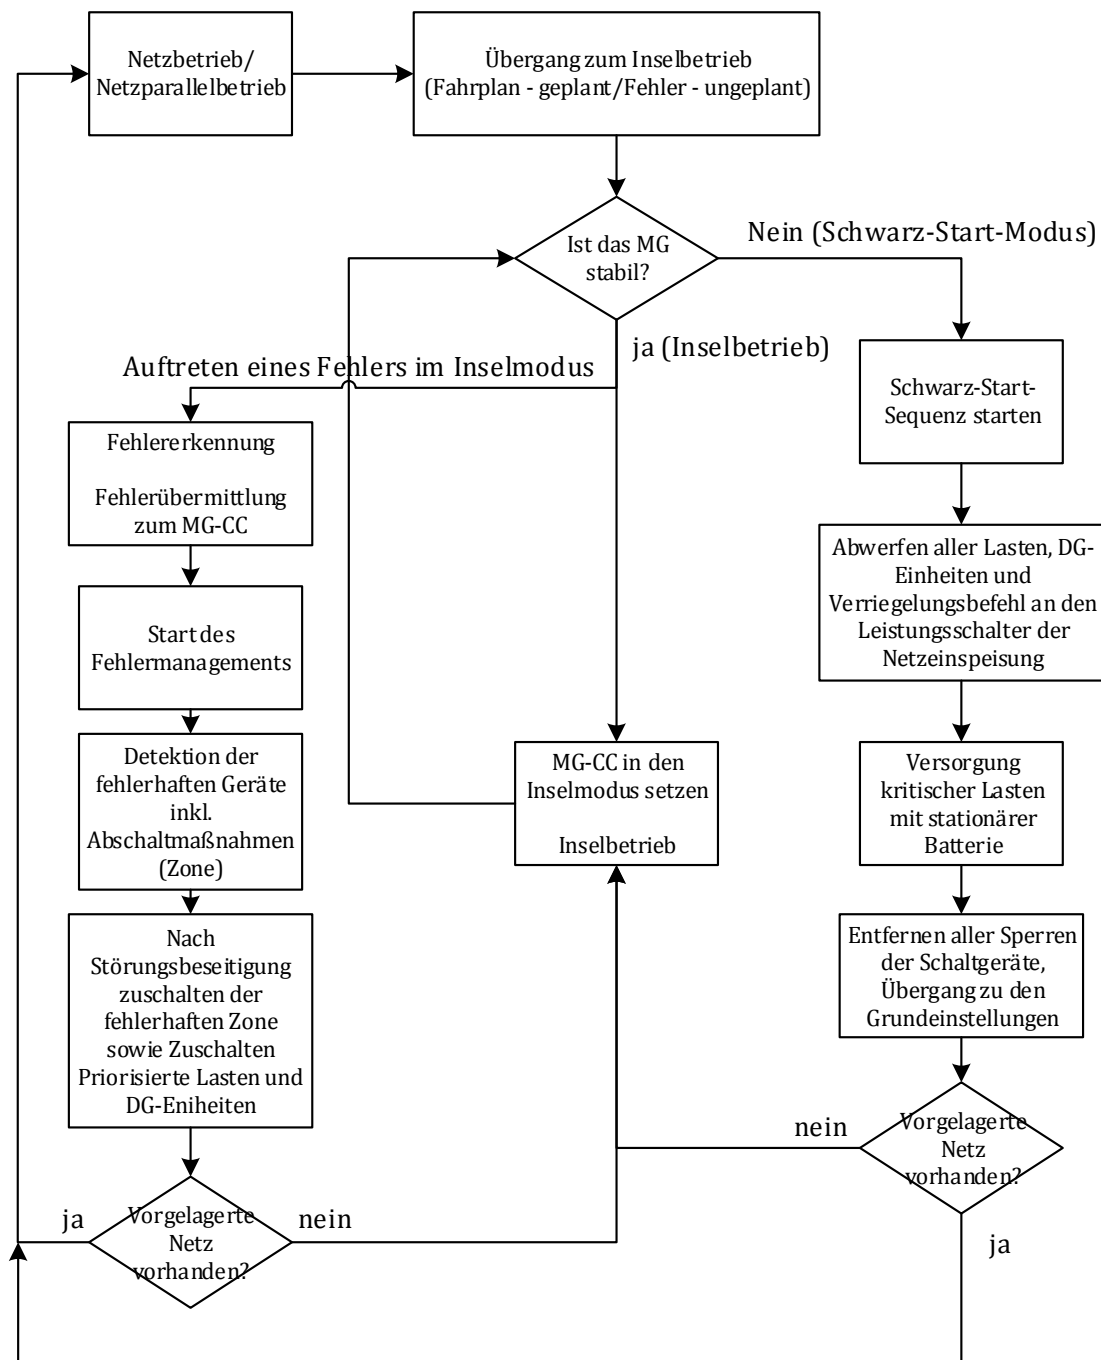 Netzbetrieb/
Netzparallelbetrieb
Übergang zum Inselbetrieb
(Fahrplan - geplant/Fehler - ungeplant)
Ist das MG
stabil?
Nein (Schwarz-Start-Modus)
ja (Inselbetrieb)
Auftreten eines Fehlers im Inselmodus
Schwarz-Start-
Sequenz starten
Fehlererkennung
Fehlerübermittlung
zum MG-CC
Abwerfen aller Lasten, DG-
Einheiten und
Verriegelungsbefehl an den
Leistungsschalter der
Netzeinspeisung
Start des
Fehlermanagements
Detektion der
fehlerhaften Geräte
inkl.
Abschaltmaßnahmen
(Zone)
MG-CC in den
Inselmodus setzen
Inselbetrieb
Versorgung
kritischer Lasten
mit stationärer
Batterie
Nach
Störungsbeseitigung
zuschalten der
fehlerhaften Zone
sowie Zuschalten
Priorisierte Lasten und
DG-Eniheiten
Entfernen aller Sperren
der Schaltgeräte,
Übergang zu den
Grundeinstellungen
nein
Vorgelagerte
Netz
vorhanden?
ja
ja
Vorgelagerte
Netz
vorhanden?
nein